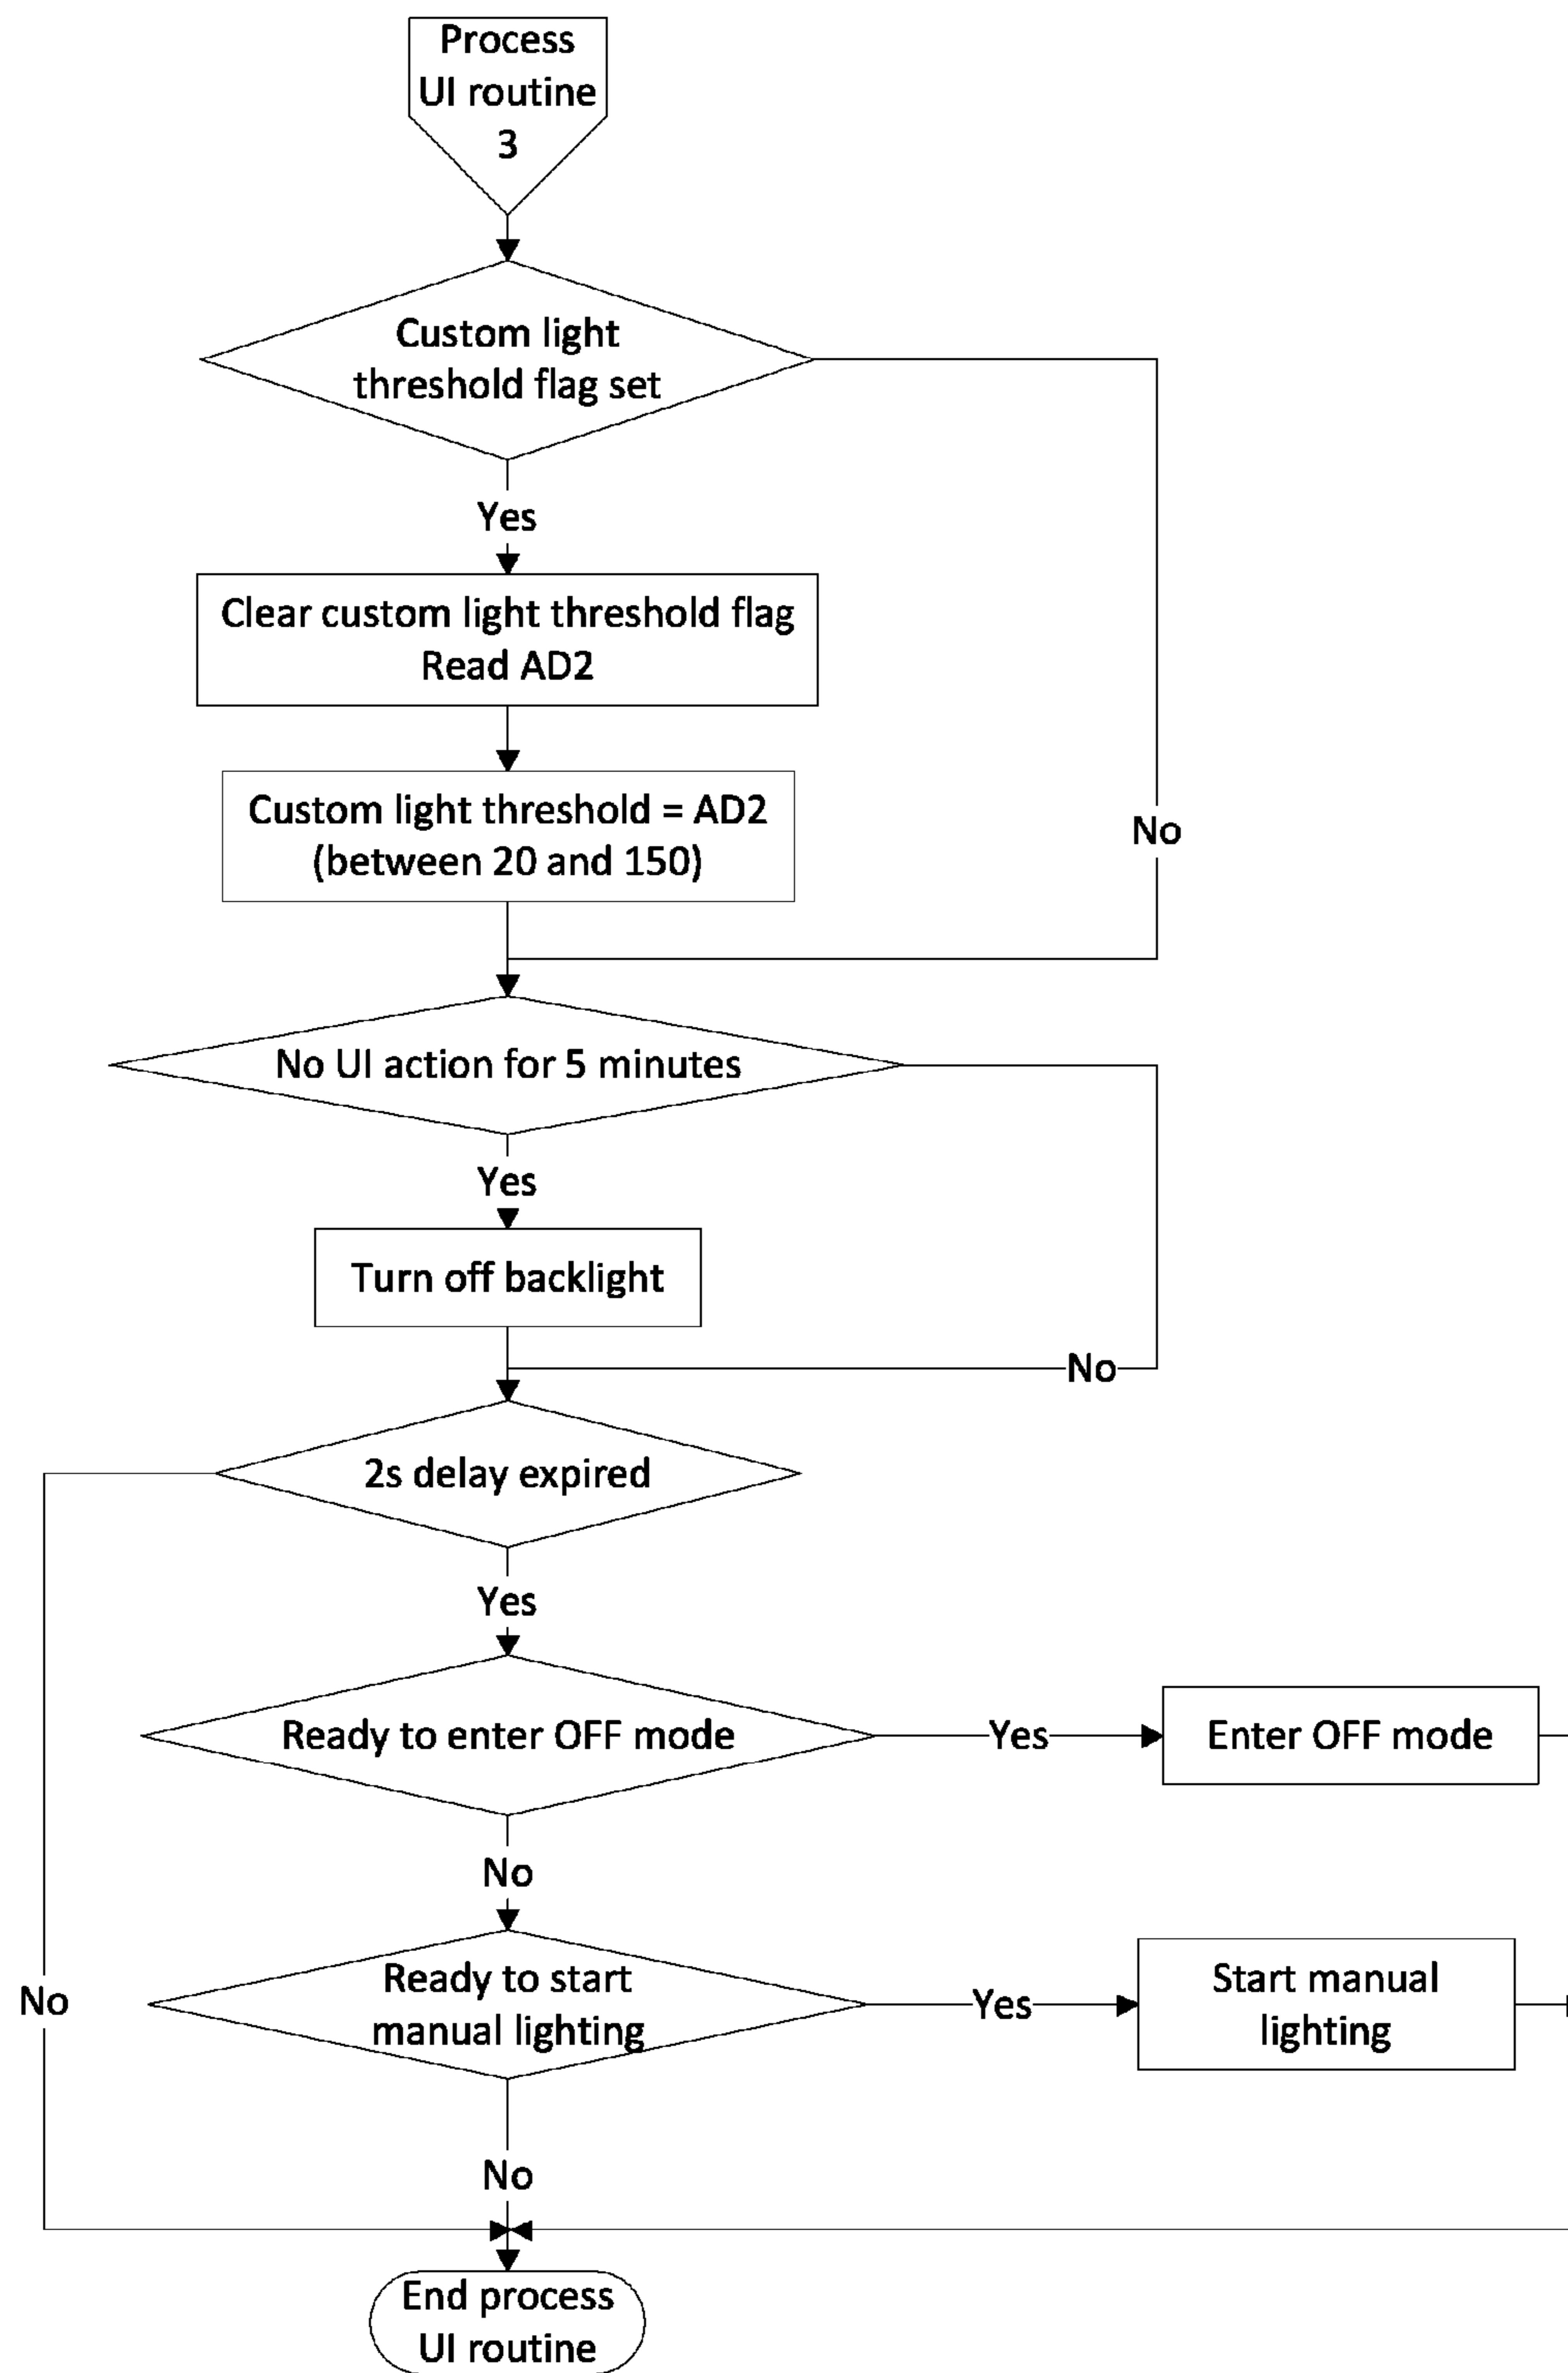 Process
UI routine
3
Custom light
threshold flag set
Yes
Clear custom light threshold flag
Read AD2
Custom light threshold = AD2
(between 20 and 150)
No
No UI action for 5 minutes
Yes
Turn off backlight
No
2s delay expired
Yes
Ready to enter OFF mode
Yes
Enter OFF mode
No
Ready to start
manual lighting
Yes
Start manual
lighting
No
No
End process
UI routine